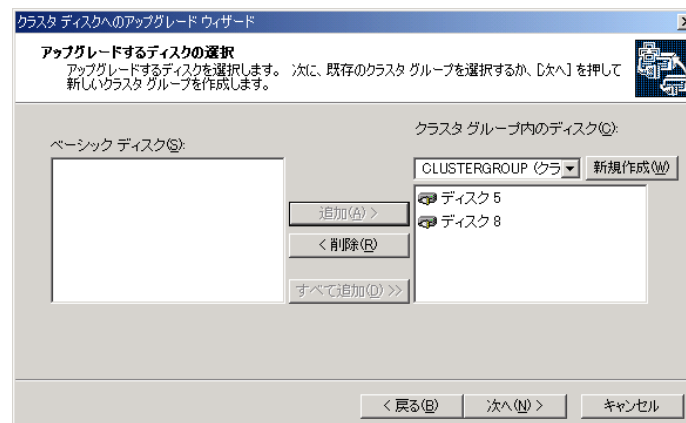 クラスタ ディスクへのアップグレード ウィザード
アップグレードするディスクの選択
アップグレードするディスクを選択します。 次に、既存のクラスタ グループを選択するか、[次へ] を押して
新しいクラスタ グループを作成します。
クラスタ グループ内のディスク(C):
ベーシック ディスク(S):
CLUSTERGROUP (クラ
新規作成(W)
ディスク 5
ディスク 8
追加(A) >
< 削除(R)
すべて追加(D) >>
< 戻る(B)
次へ(N) >
キャンセル